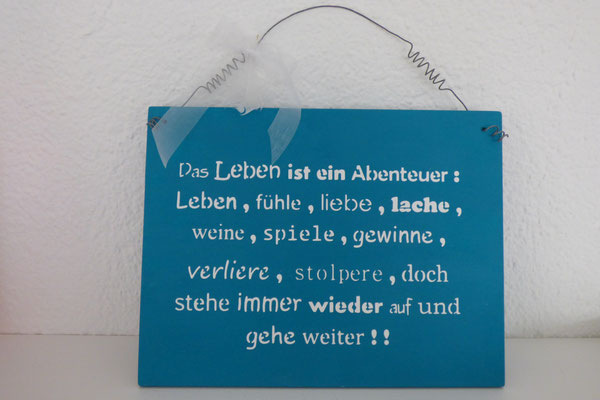 Das Leben ist ein Abenteuer :
Leben , fühle , liebe , lache ,
weine , spiele , gewinne ,
verliere , stolpere , doch
stehe immer wieder auf und
gehe weiter !!